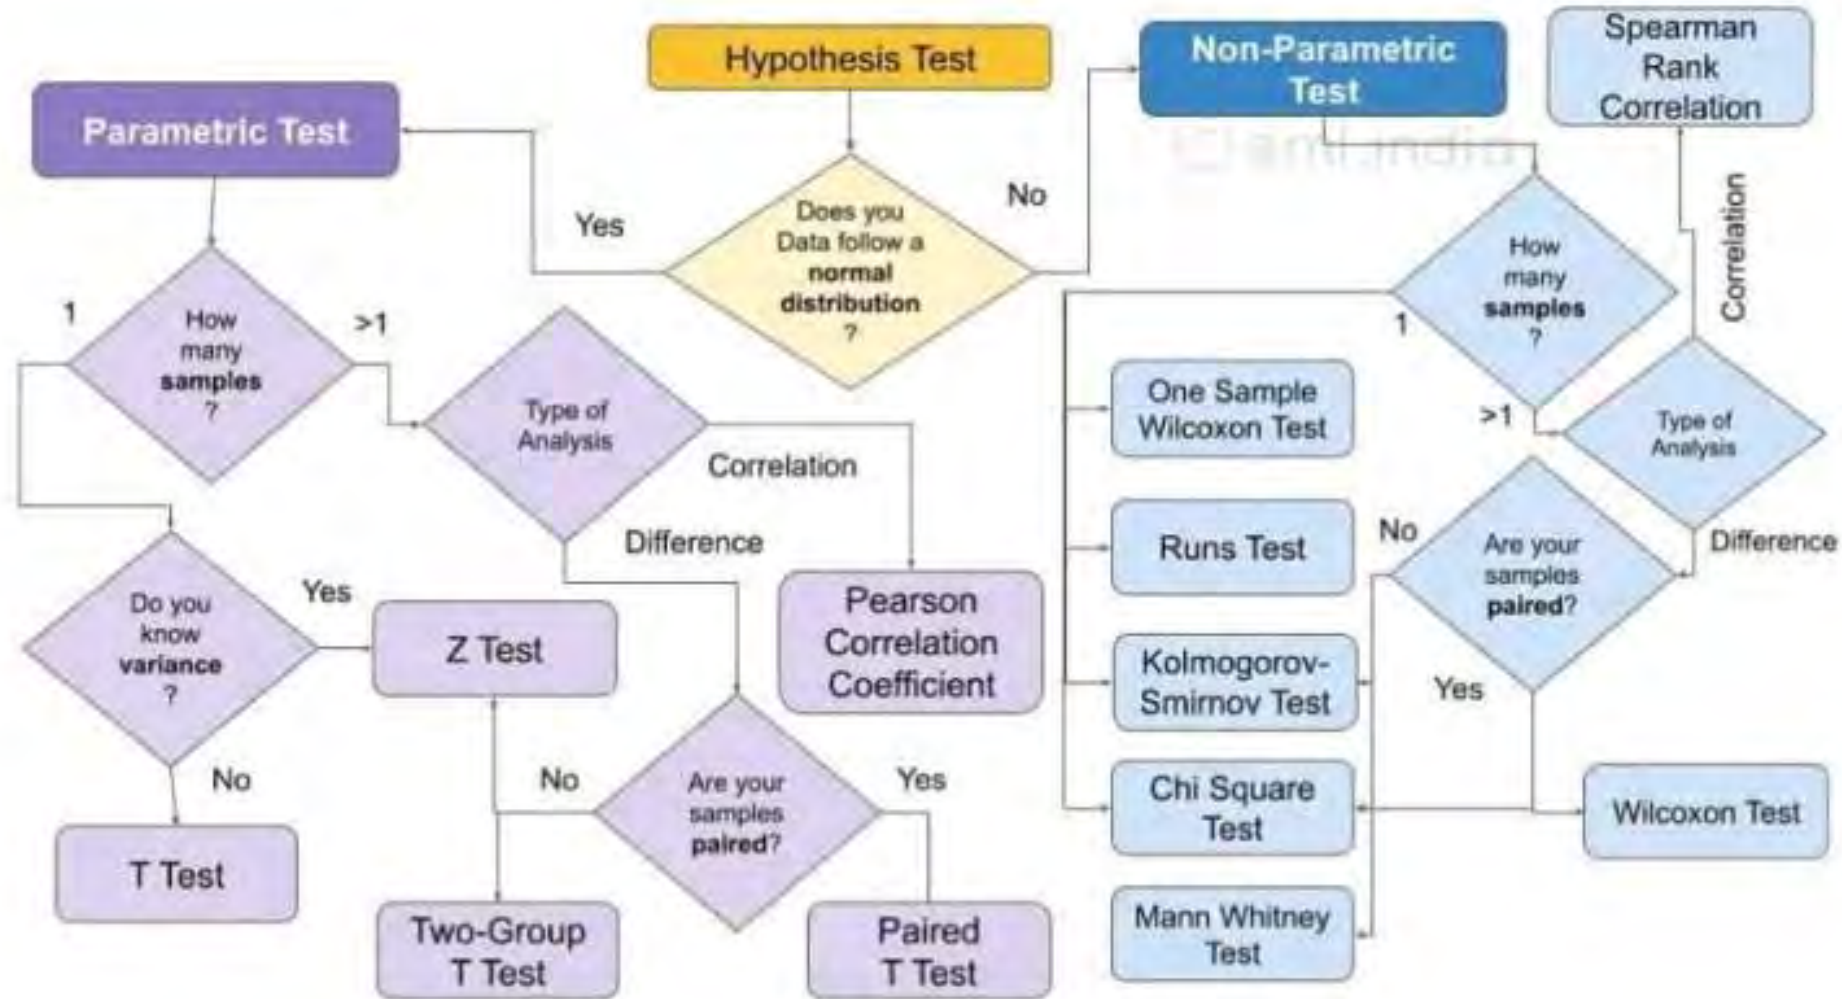 Hypothesis Test
Non-Parametric
Test
Spearman
Rank
Correlation
Parametric Test
Does you
Data follow a
normal
distribution
?
Yes
No
How
many
samples
?
1
>1
Type of
Analysis
Correlation
Difference
Do you
know
variance
?
Yes
No
Z Test
T Test
Pearson
Correlation
Coefficient
Are your
samples
paired?
No
Yes
Two-Group
T Test
Paired
T Test
How
many
samples
?
1
>1
Type of
Analysis
Correlation
Difference
Are your
samples
paired?
No
Yes
One Sample
Wilcoxon Test
Runs Test
Kolmogorov-
Smirnov Test
Chi Square
Test
Mann Whitney
Test
Wilcoxon Test